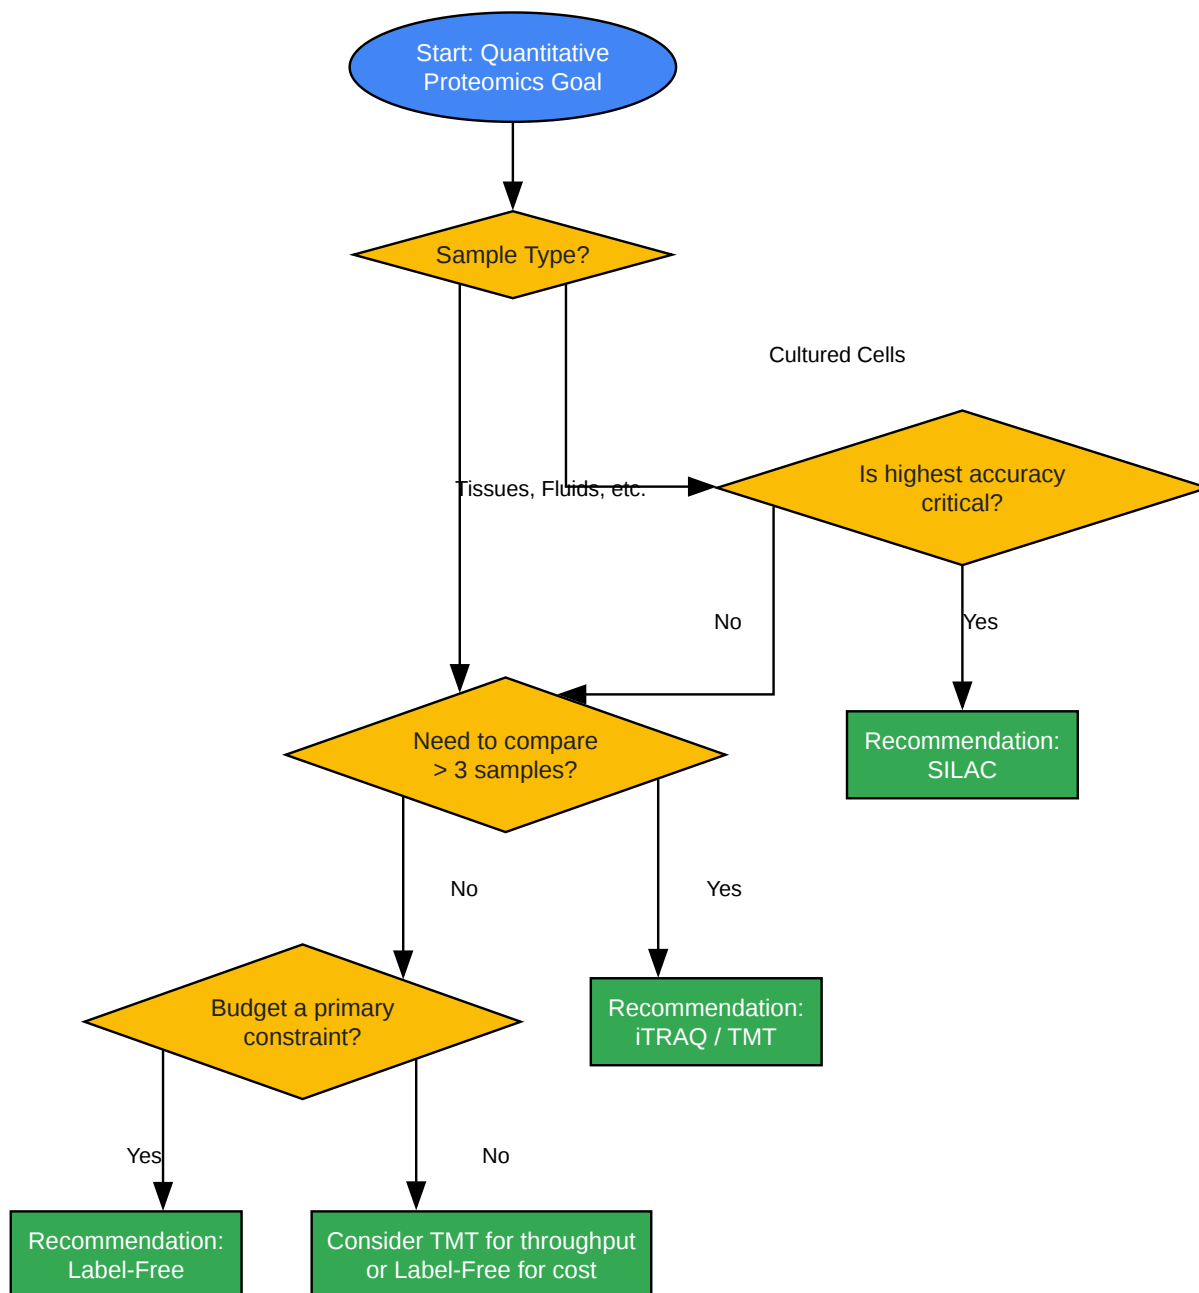 Start: Quantitative
Proteomics Goal
Sample Type?
Cultured Cells
Is highest accuracy
critical?
Tissues, Fluids, etc.
No
Yes
Need to compare
> 3 samples?
Recommendation:
SILAC
No
Yes
Budget a primary
constraint?
Recommendation:
iTRAQ / TMT
Yes
No
Recommendation:
Label-Free
Consider TMT for throughput
or Label-Free for cost